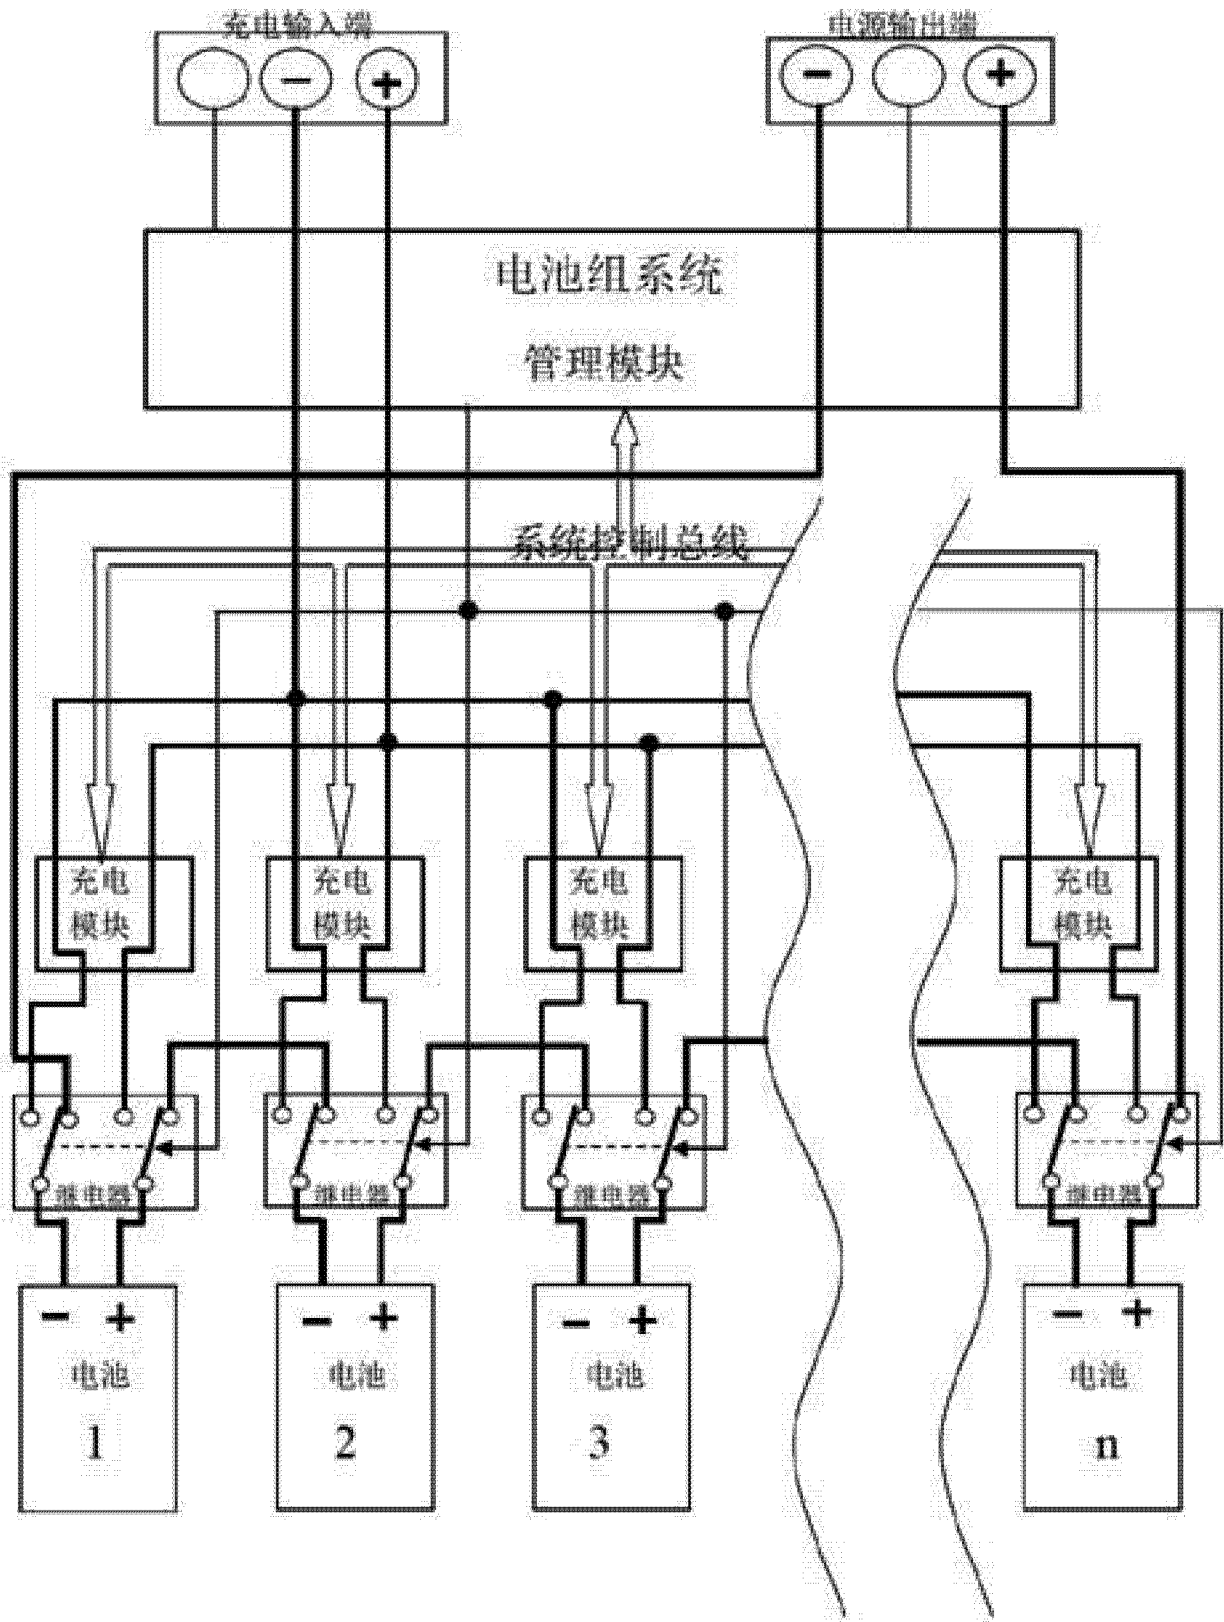 充电输入端
电源输出端
− +
− +
电池组系统
管理模块
系统控制总线
充电
模块
充电
模块
充电
模块
充电
模块
继电器
继电器
继电器
继电器
− +
电池
1
− +
电池
2
− +
电池
3
− +
电池
n